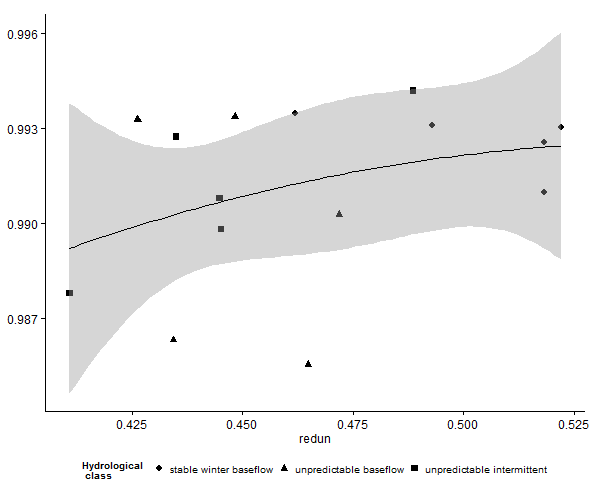 0.996
0.993
0.990
0.987
0.425 0.450 0.475 0.500 0.525
redun
Hydrological class stable winter baseflow unpredictable baseflow unpredictable intermittent